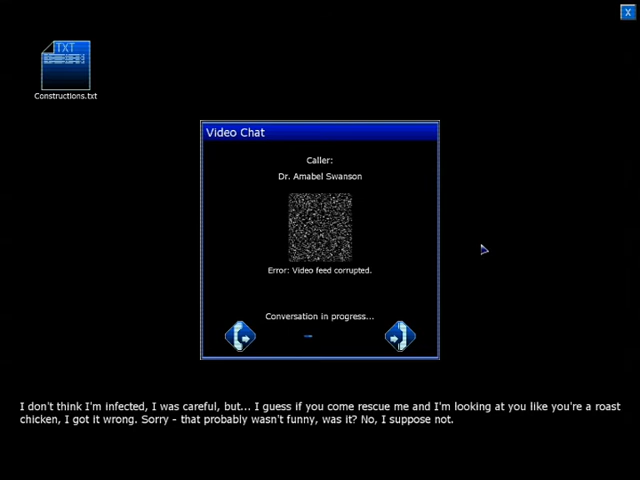 X
TXT
Constructions.txt
Video Chat
Caller:
Dr. Amabel Swanson
Error: Video feed corrupted.
Conversation in progress...
I don't think I'm infected, I was careful, but... I guess if you come rescue me and I'm looking at you like you're a roast
chicken, I got it wrong. Sorry - that probably wasn't funny, was it? No, I suppose not.